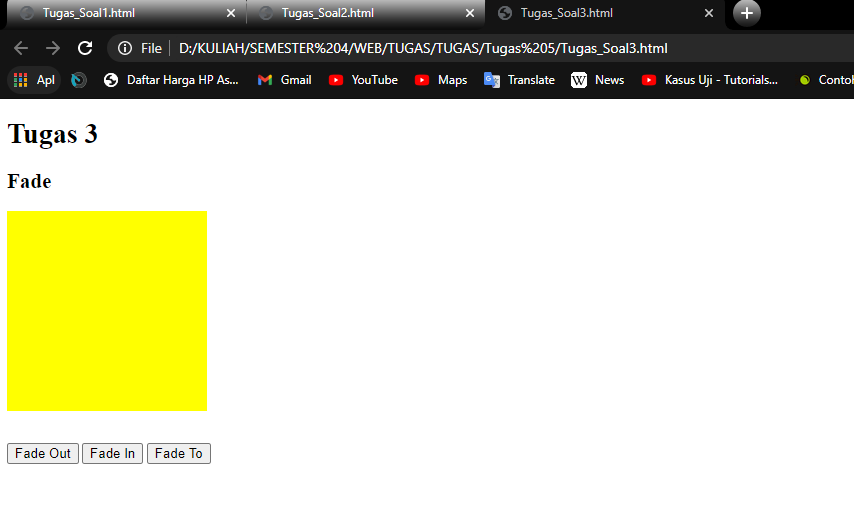 Tugas_Soal1.html Tugas_Soal2.html Tugas_Soal3.html
File D:/KULIAH/SEMESTER%204/WEB/TUGAS/TUGAS/Tugas%205/Tugas_Soal3.html
Apl Daftar Harga HP As... Gmail YouTube Maps Translate W News Kasus Uji - Tutorials... Contoh
Tugas 3
Fade
Fade Out Fade In Fade To